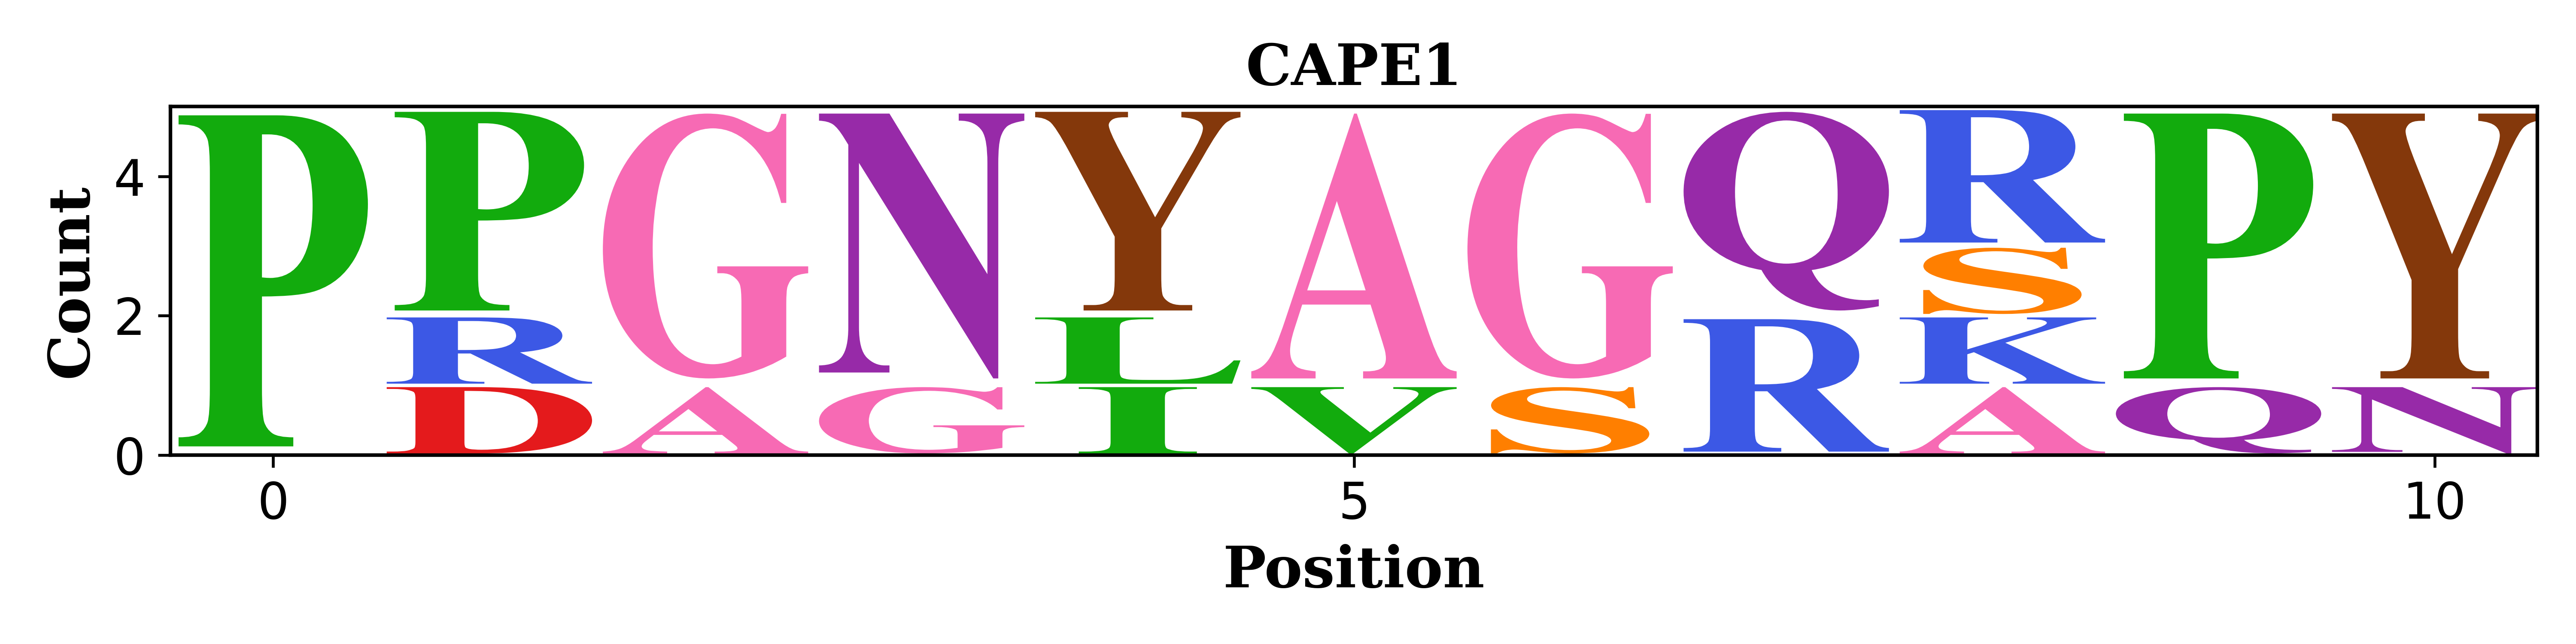 CAPE1
Count
4
2
0
P P G N Y A G Q R P Y
R L S
D A G I V S R K Q N
A
0 5 10
Position